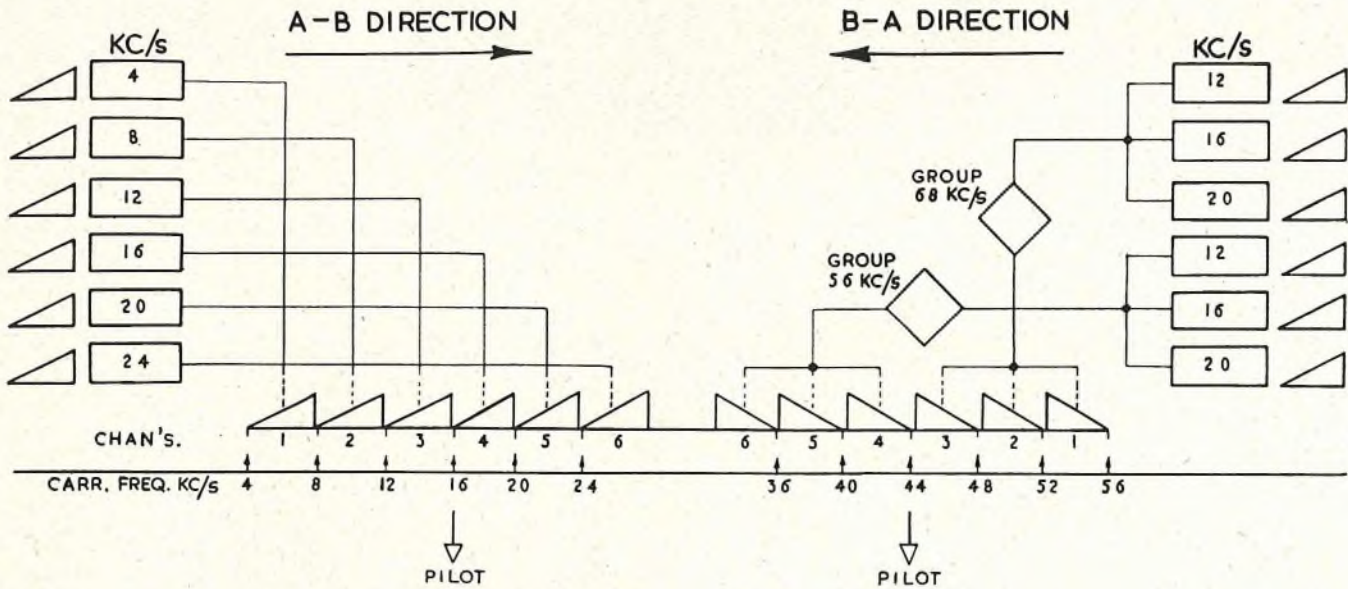 A-B DIRECTION
B-A DIRECTION
KC/s
4
8
12
16
20
24
KC/s
12
16
20
12
16
20
GROUP
68 KC/s
GROUP
56 KC/s
CHAN'S. 1 2 3 4 5 6 6 5 4 3 2 1
CARR. FREQ. KC/s 4 8 12 16 20 24 36 40 44 48 52 56
PILOT PILOT